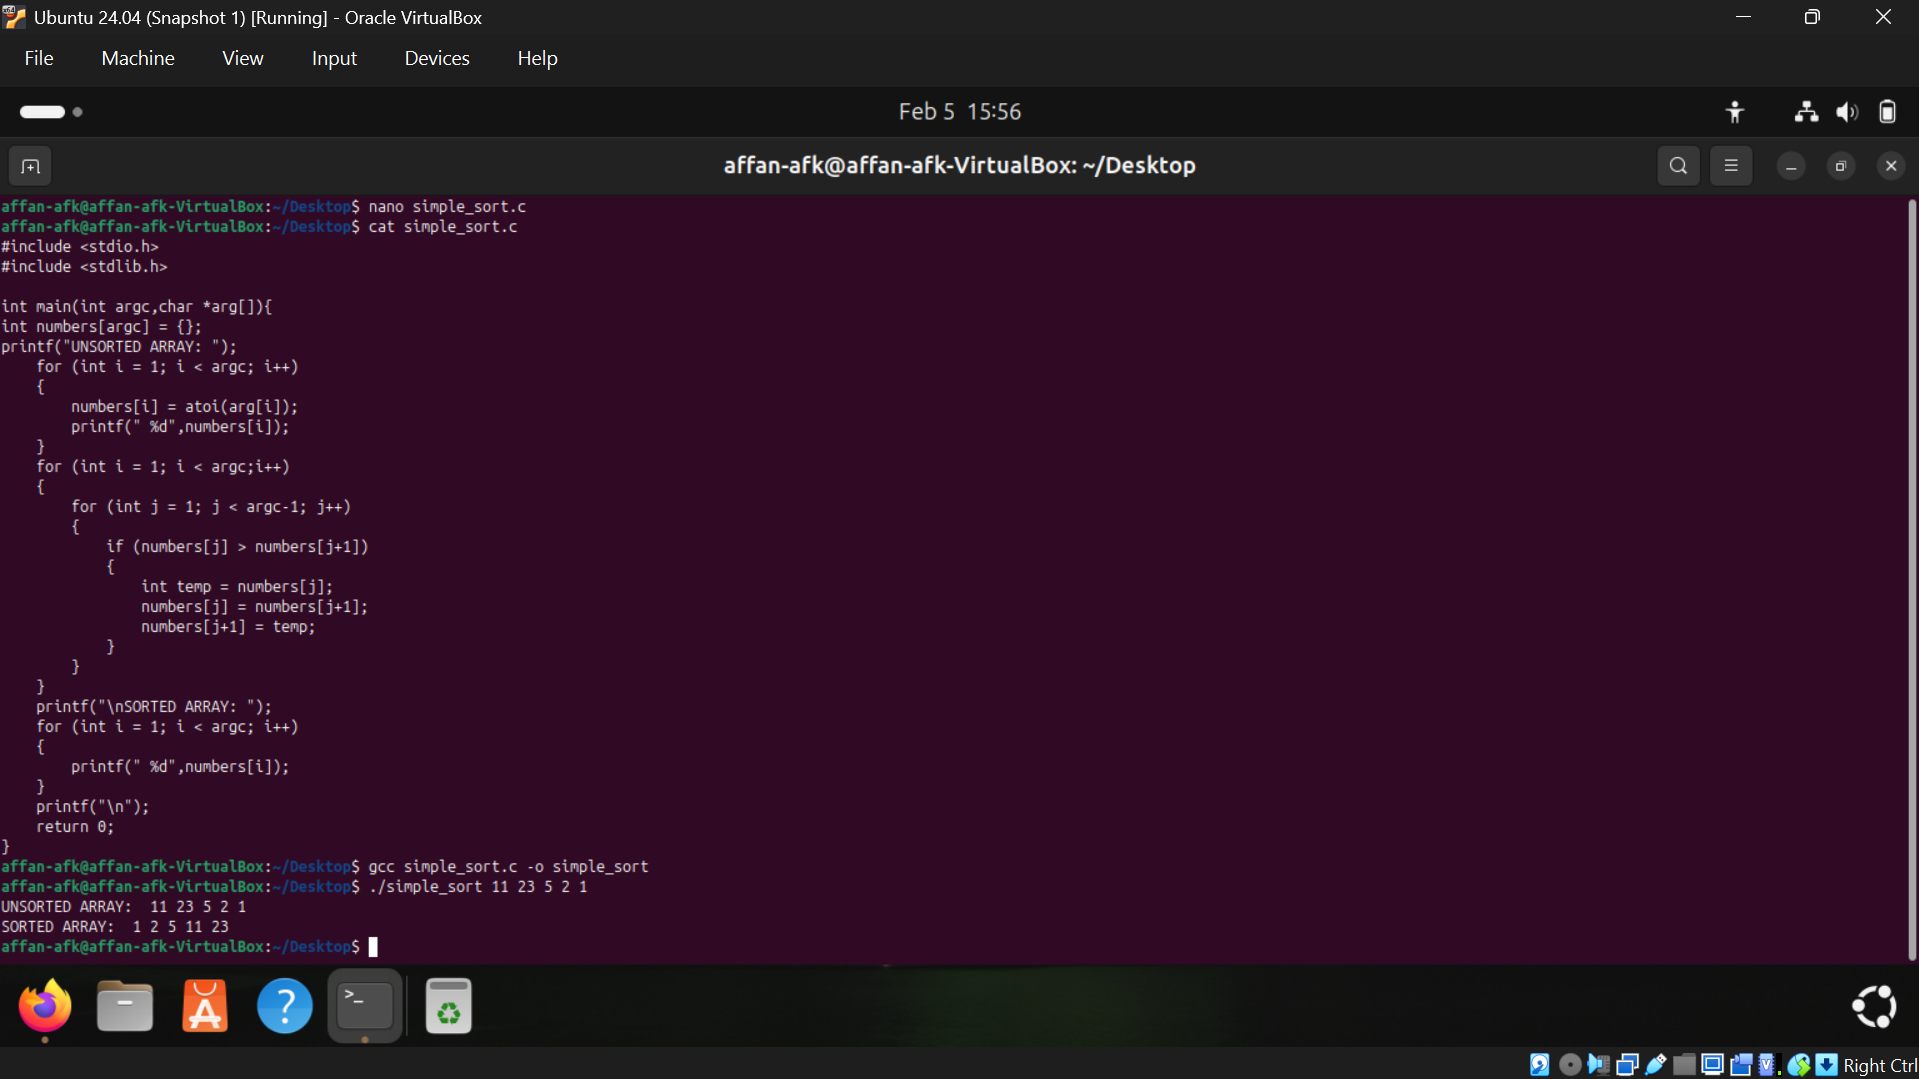 Ubuntu 24.04 (Snapshot 1) [Running] - Oracle VirtualBox
File Machine View Input Devices Help
Feb 5 15:56
affan-afk@affan-afk-VirtualBox: ~/Desktop
affan-afk@affan-afk-VirtualBox:~/Desktop$ nano simple_sort.c
affan-afk@affan-afk-VirtualBox:~/Desktop$ cat simple_sort.c
#include <stdio.h>
#include <stdlib.h>

int main(int argc,char *arg[]){
int numbers[argc] = {};
printf("UNSORTED ARRAY: ");
    for (int i = 1; i < argc; i++)
    {
        numbers[i] = atoi(arg[i]);
        printf(" %d",numbers[i]);
    }
    for (int i = 1; i < argc;i++)
    {
        for (int j = 1; j < argc-1; j++)
        {
            if (numbers[j] > numbers[j+1])
            {
                int temp = numbers[j];
                numbers[j] = numbers[j+1];
                numbers[j+1] = temp;
            }
        }
    }
    printf("\nSORTED ARRAY: ");
    for (int i = 1; i < argc; i++)
    {
        printf(" %d",numbers[i]);
    }
    printf("\n");
    return 0;
}
affan-afk@affan-afk-VirtualBox:~/Desktop$ gcc simple_sort.c -o simple_sort
affan-afk@affan-afk-VirtualBox:~/Desktop$ ./simple_sort 11 23 5 2 1
UNSORTED ARRAY:  11 23 5 2 1
SORTED ARRAY:  1 2 5 11 23
affan-afk@affan-afk-VirtualBox:~/Desktop$
Right Ctrl